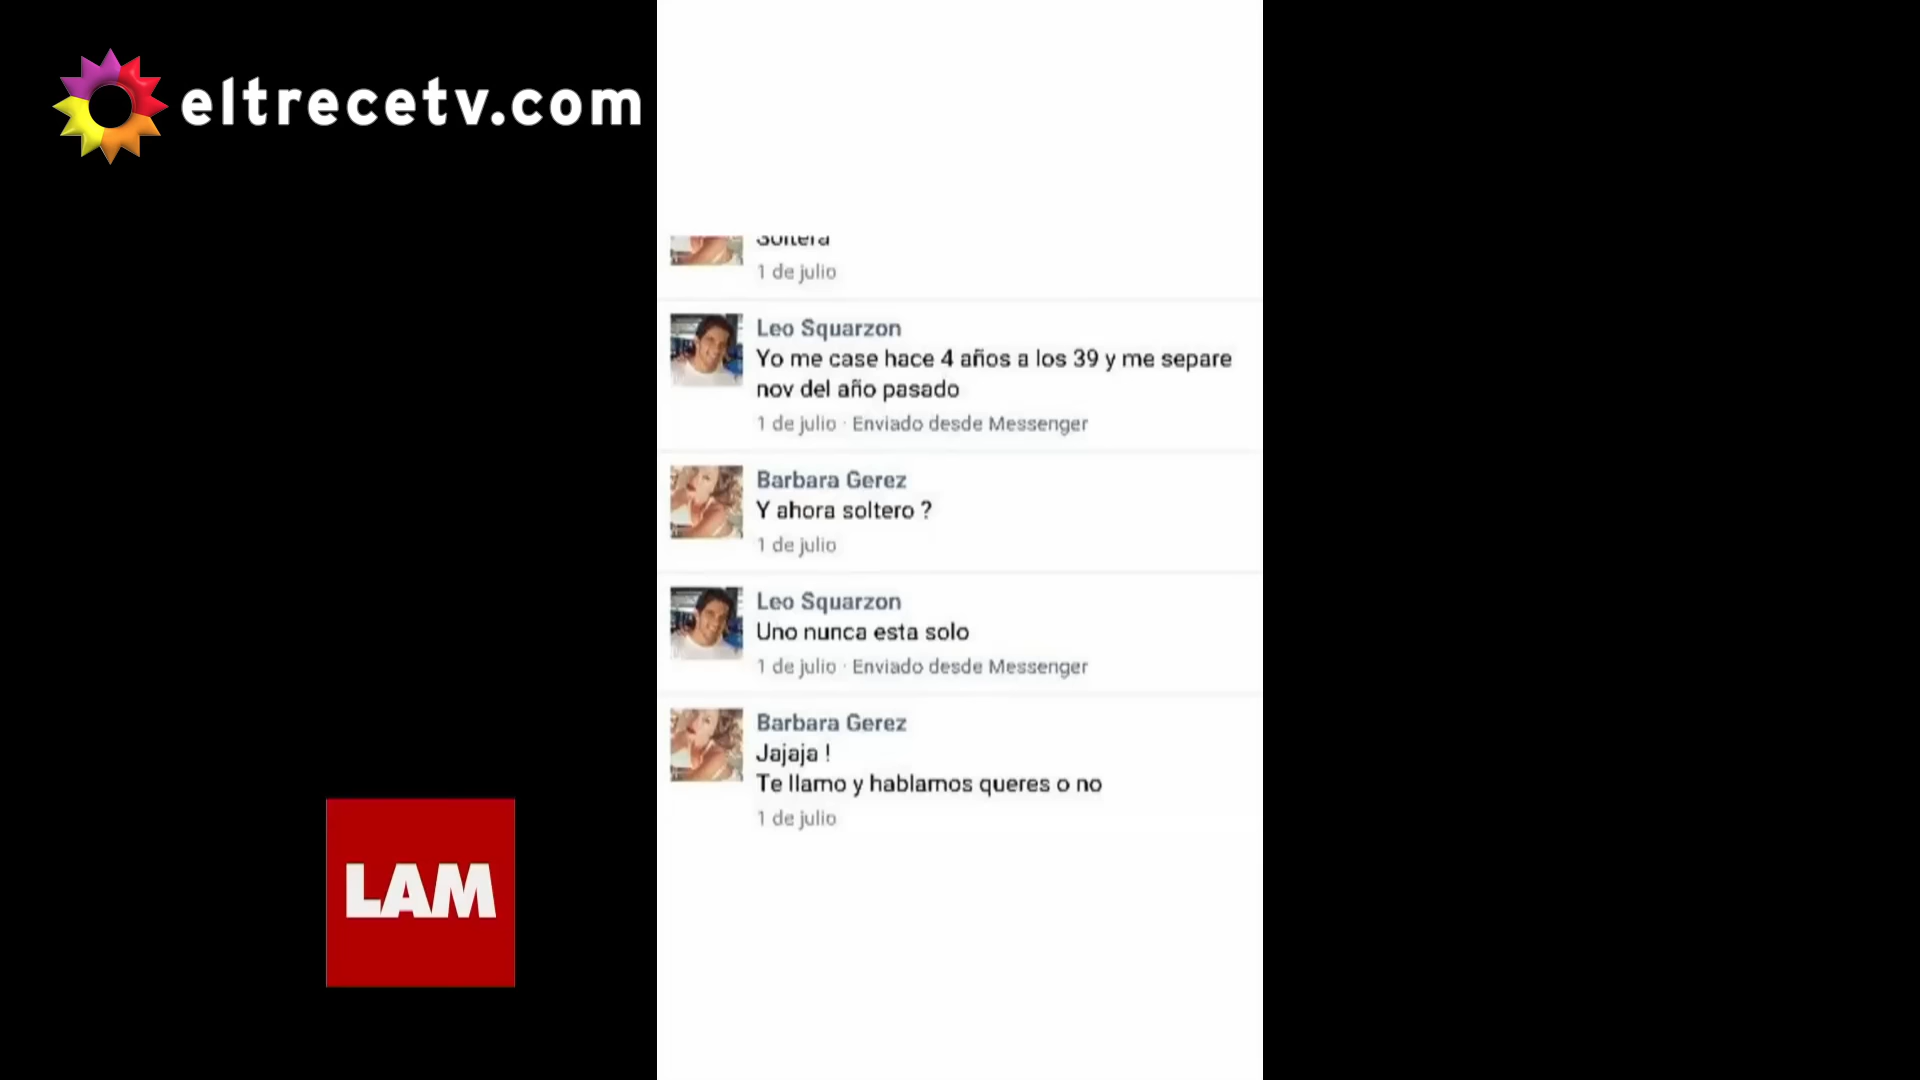 eltrecetv.com
Soltera
1 de julio
Leo Squarzon
Yo me case hace 4 años a los 39 y me separe
nov del año pasado
1 de julio · Enviado desde Messenger
Barbara Gerez
Y ahora soltero ?
1 de julio
Leo Squarzon
Uno nunca esta solo
1 de julio · Enviado desde Messenger
Barbara Gerez
Jajaja !
Te llamo y hablamos queres o no
1 de julio
LAM